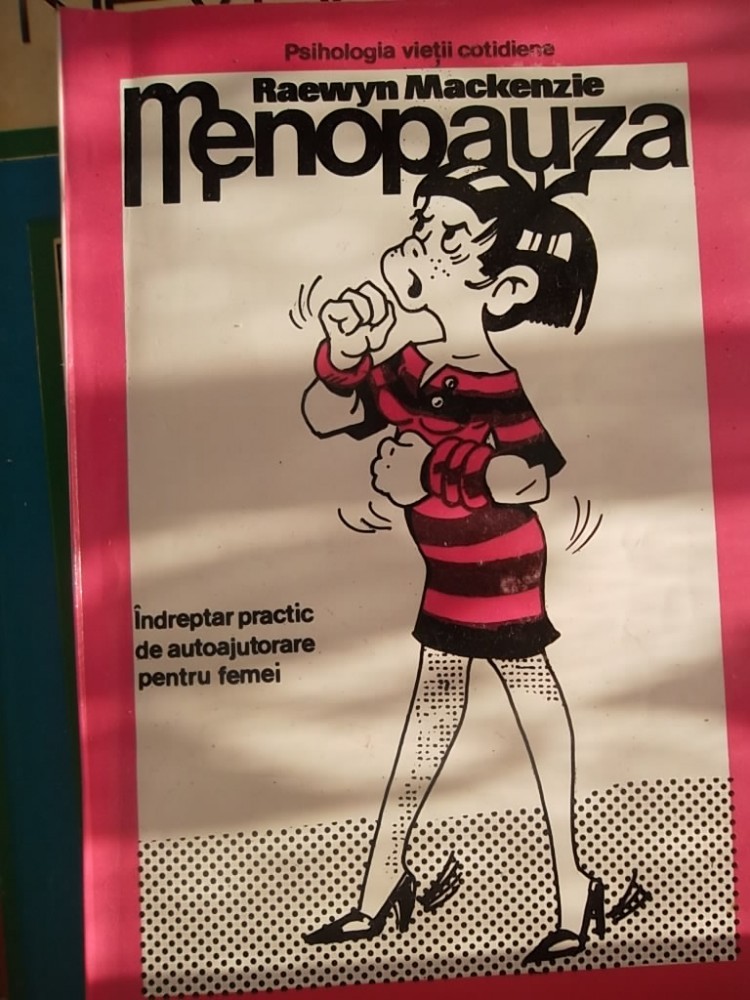 Psihologia vieții cotidiene
Raewyn Mackenzie
Menopauza
Îndreptar practic
de autoajutorare
pentru femei